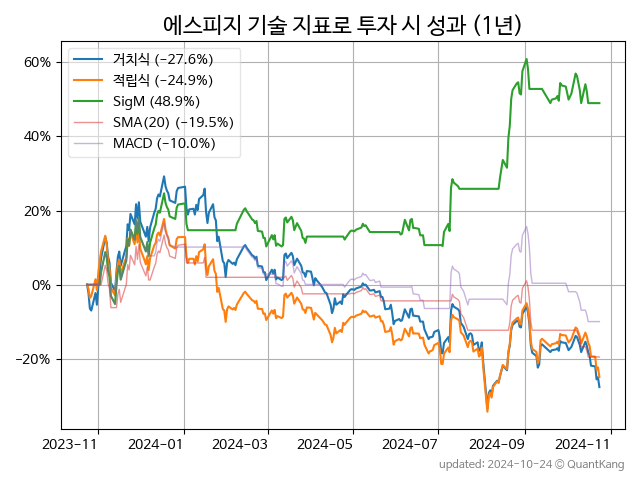 에스피지 기술 지표로 투자 시 성과 (1년)
거치식 (−27.6%)
적립식 (−24.9%)
SigM (48.9%)
SMA(20) (−19.5%)
MACD (−10.0%)
60%
40%
20%
0%
−20%
2023−11 2024−01 2024−03 2024−05 2024−07 2024−09 2024−11
updated: 2024-10-24 © QuantKang